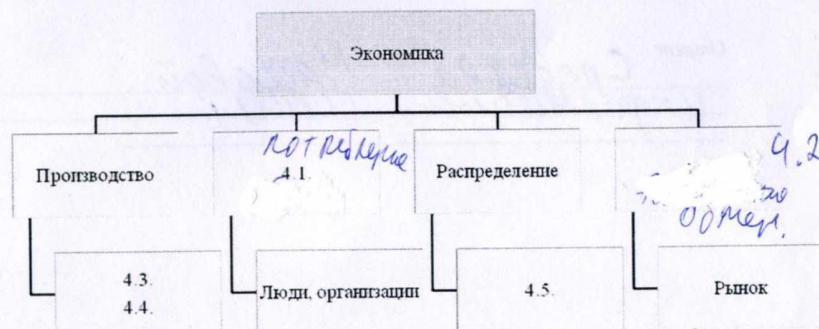 Экономика
Производство
потребление
4.1.
Распределение
4.2
обмен.
4.3.
4.4.
Люди, организации
4.5.
Рынок